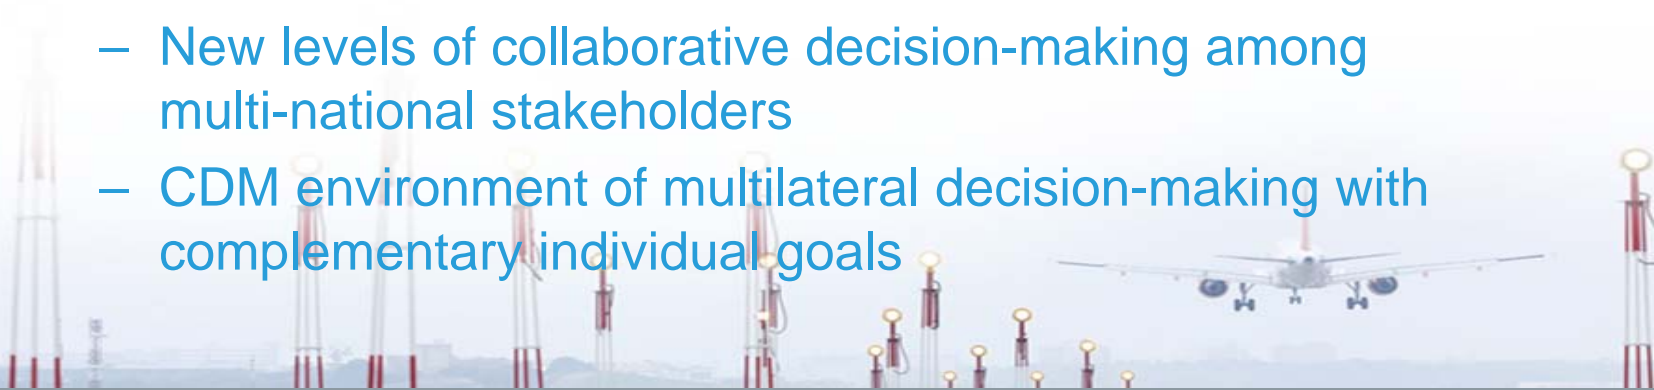 – New levels of collaborative decision-making among
multi-national stakeholders
– CDM environment of multilateral decision-making with
complementary individual goals